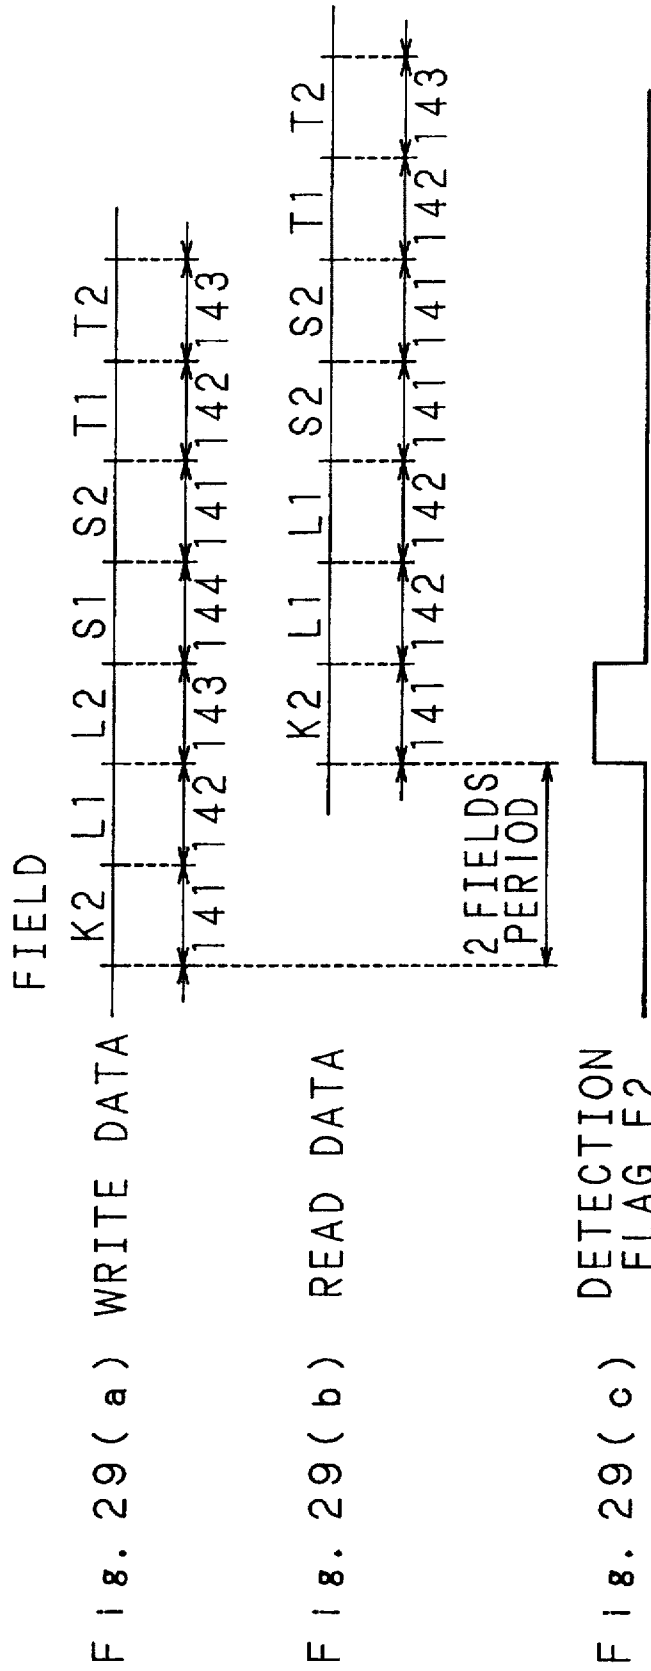 FIELD
Fig. 29(a) WRITE DATA K2 L1 L2 S1 S2 T1 T2
141 142 143 144 141 142 143
Fig. 29(b) READ DATA K2 L1 L1 S2 S2 T1 T2
141 142 142 141 141 142 143
2 FIELDS
PERIOD
Fig. 29(c) DETECTION
FLAG F2